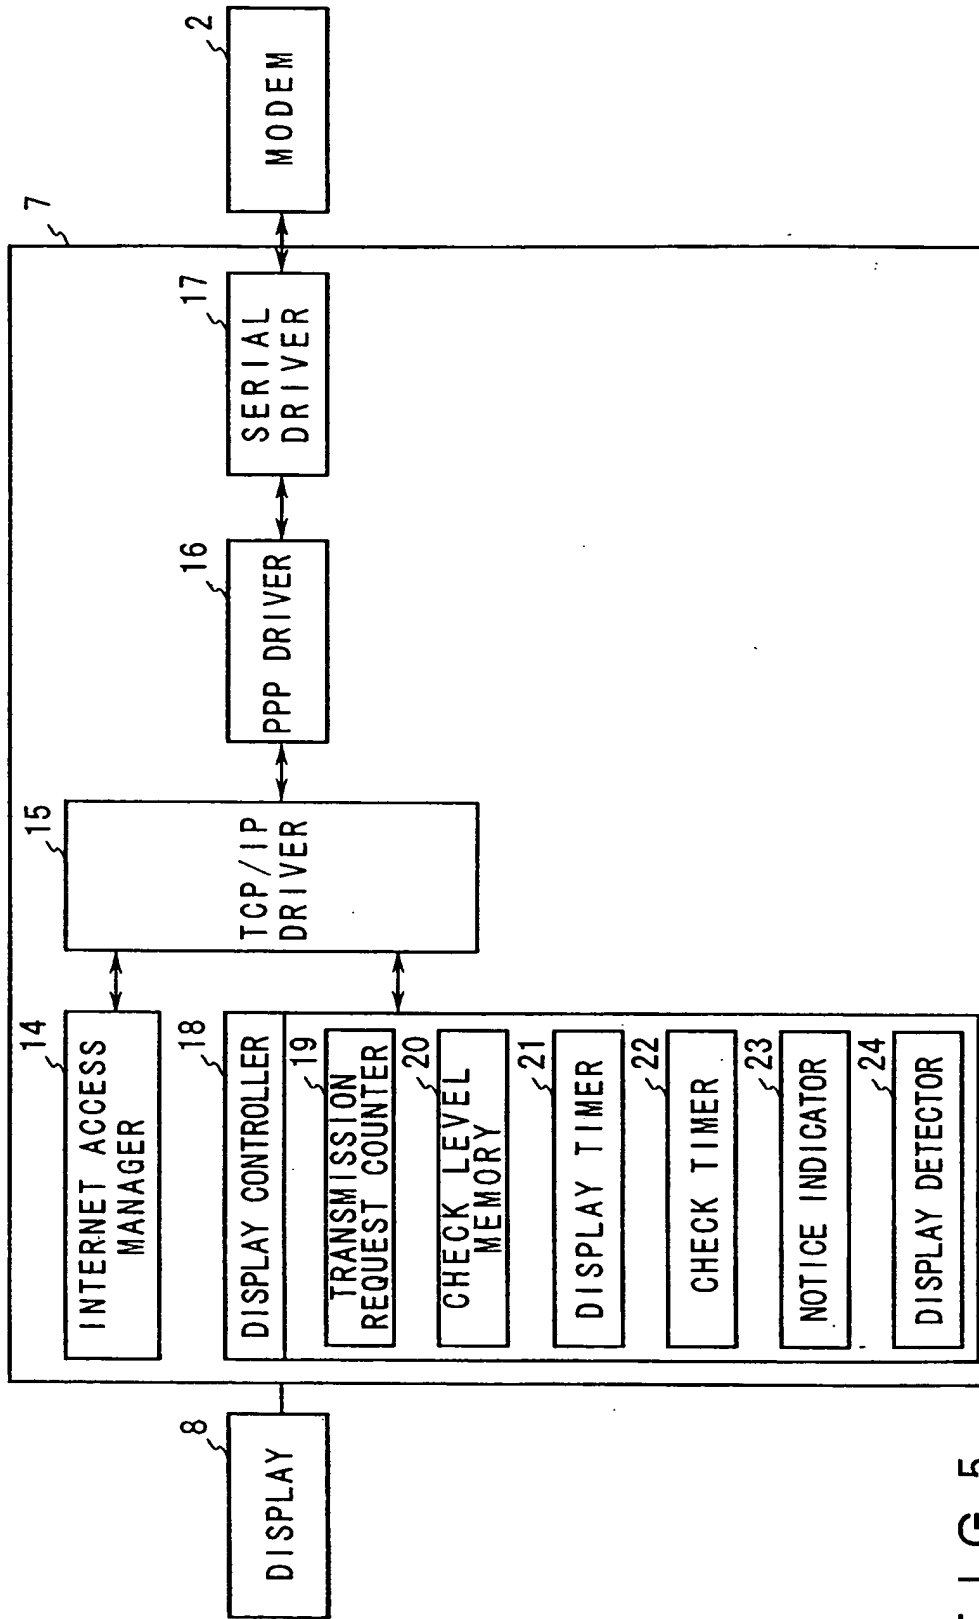 8
DISPLAY
7
14
INTERNET ACCESS
MANAGER
15
TCP/IP
DRIVER
16
PPP DRIVER
17
SERIAL
DRIVER
2
MODEM
18
DISPLAY CONTROLLER
19
TRANSMISSION
REQUEST COUNTER
20
CHECK LEVEL
MEMORY
21
DISPLAY TIMER
22
CHECK TIMER
23
NOTICE INDICATOR
24
DISPLAY DETECTOR